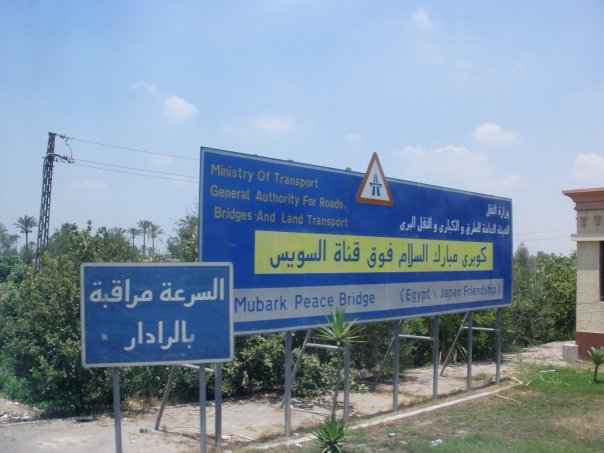 Ministry Of Transport
General Authority For Roads.
Bridges And Land Transport
وزارة النقل
الهيئة العامة للطرق و الكبارى و النقل البرى
كوبرى مبارك السلام فوق قناة السويس
Mubark Peace Bridge (Egypt \ Japan Friendship)
السرعة مراقبة
بالرادار